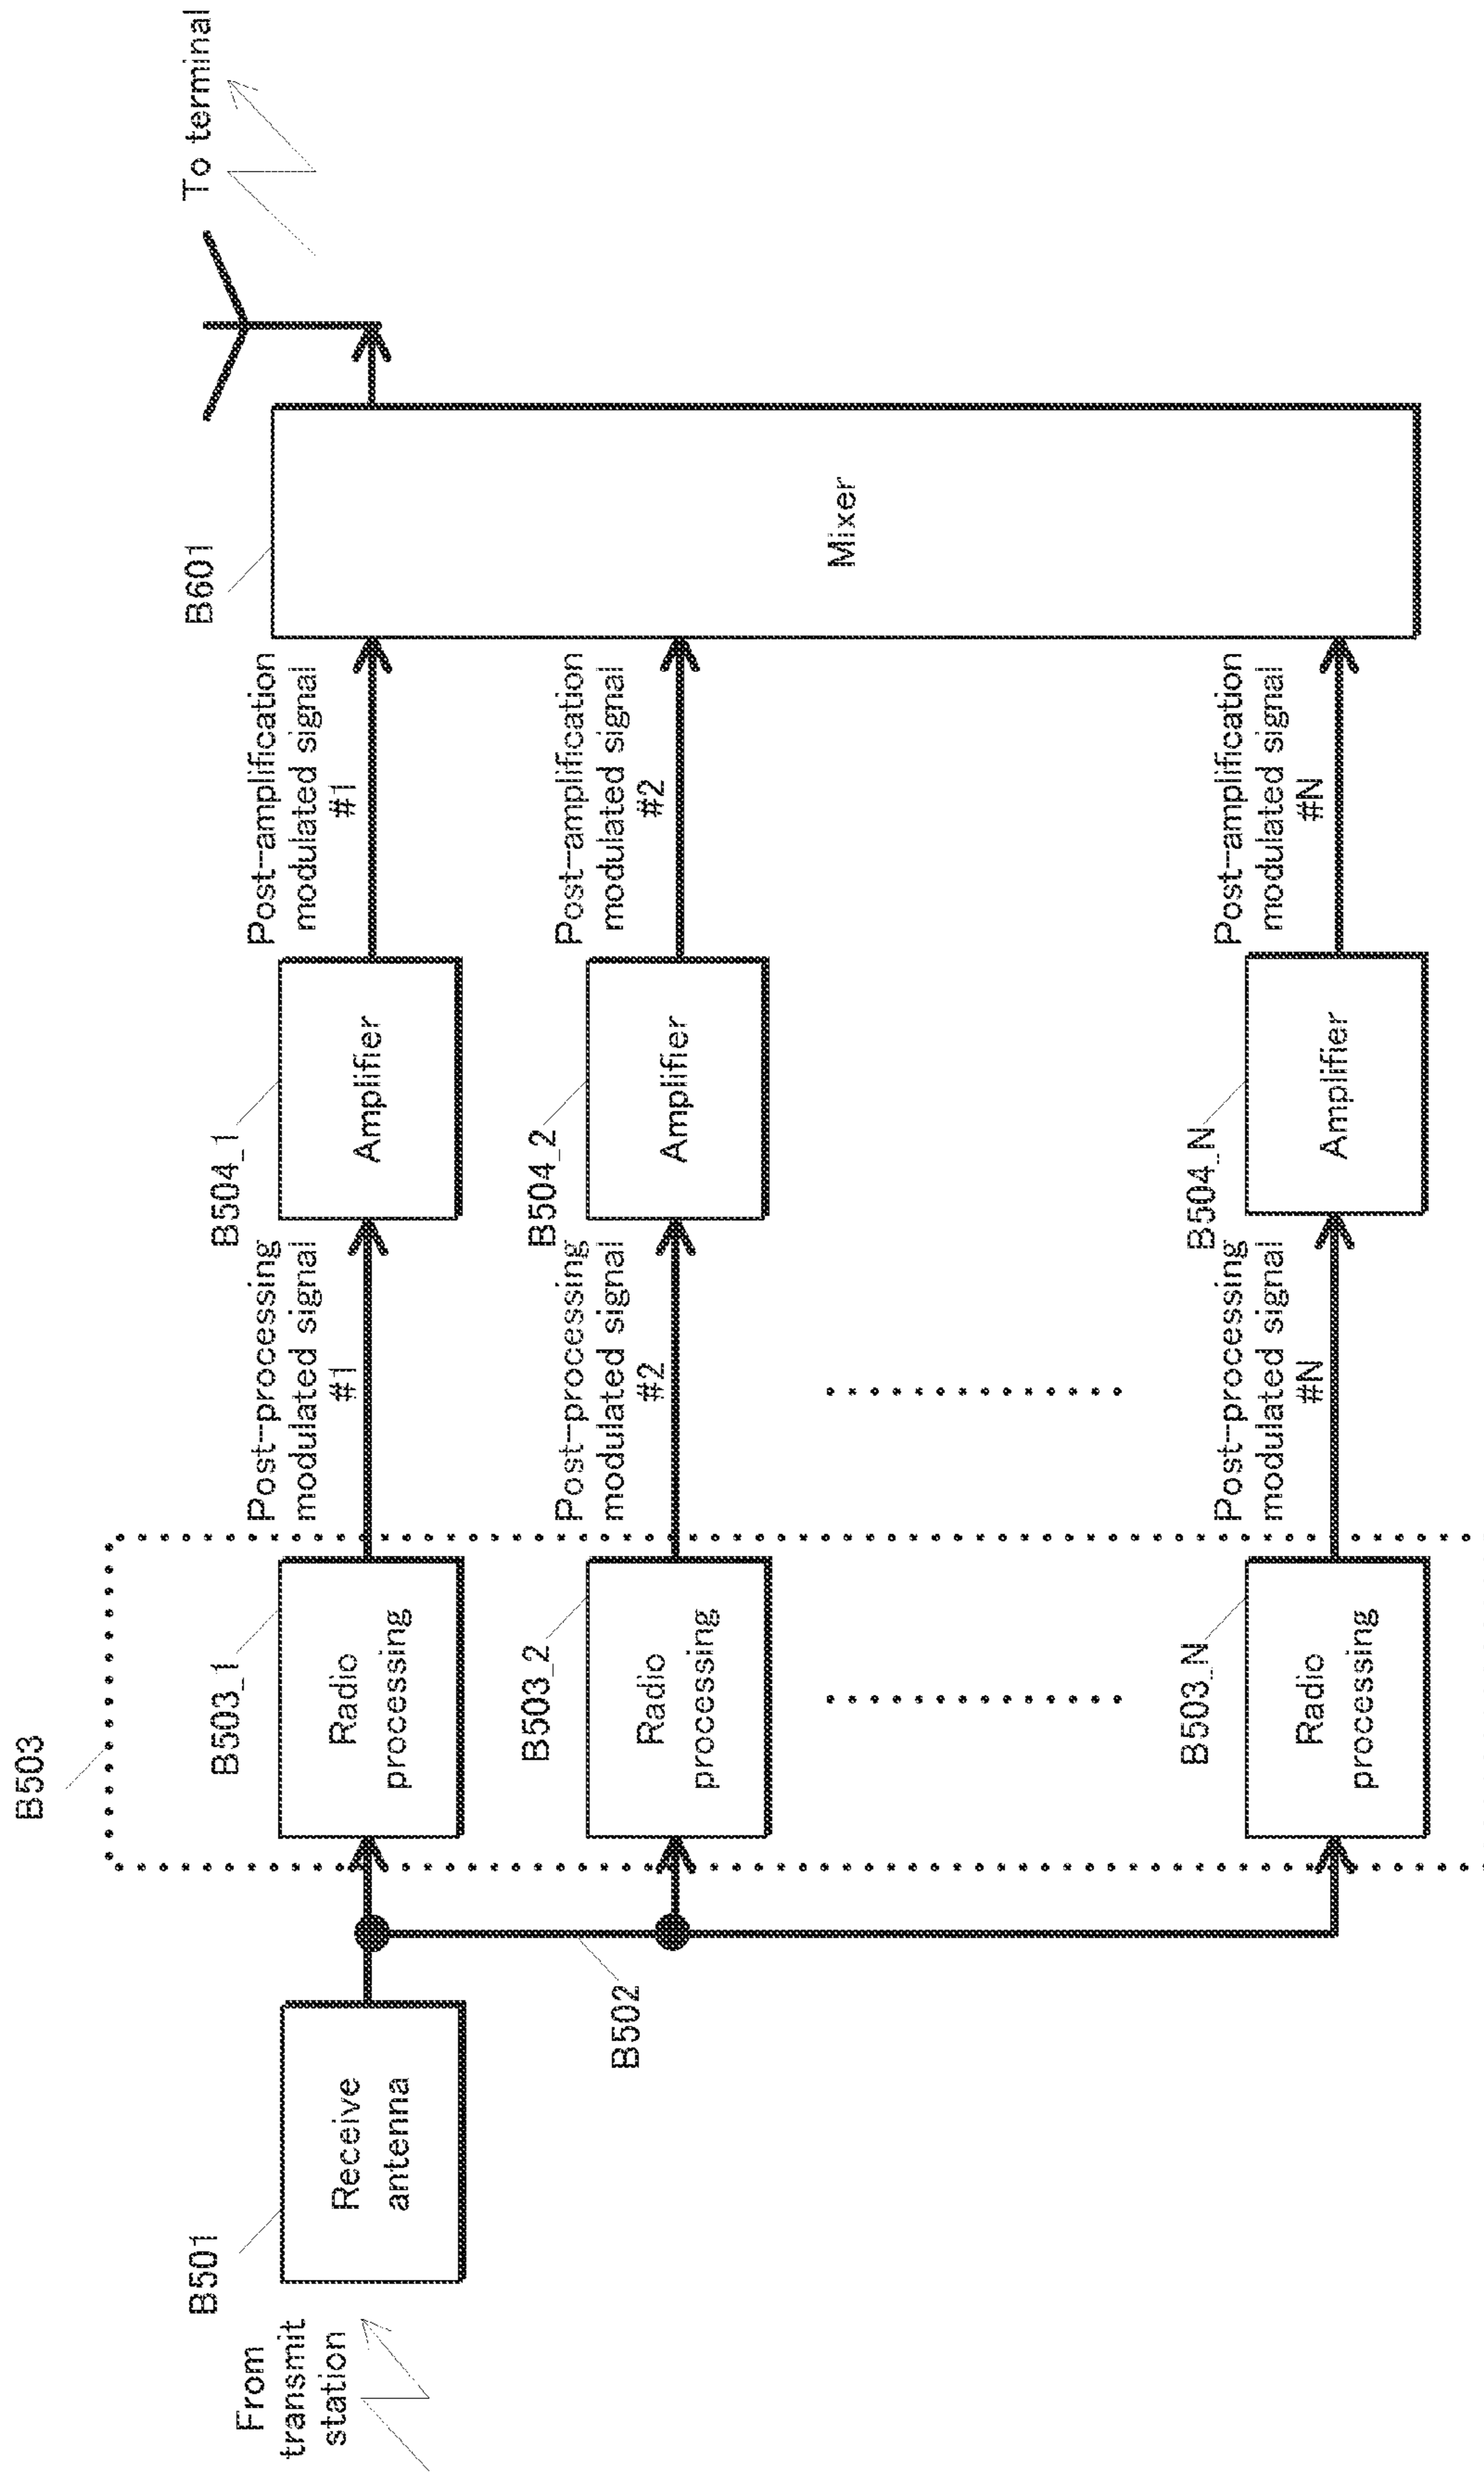 From
transmit
station
B501
Receive
antenna
B502
B503
B503_1
Radio
processing
Post-processing
modulated signal
#1
B504_1
Amplifier
Post-amplification
modulated signal
#1
B503_2
Radio
processing
Post-processing
modulated signal
#2
B504_2
Amplifier
Post-amplification
modulated signal
#2
B503_N
Radio
processing
Post-processing
modulated signal
#N
B504_N
Amplifier
Post-amplification
modulated signal
#N
B601
Mixer
To terminal